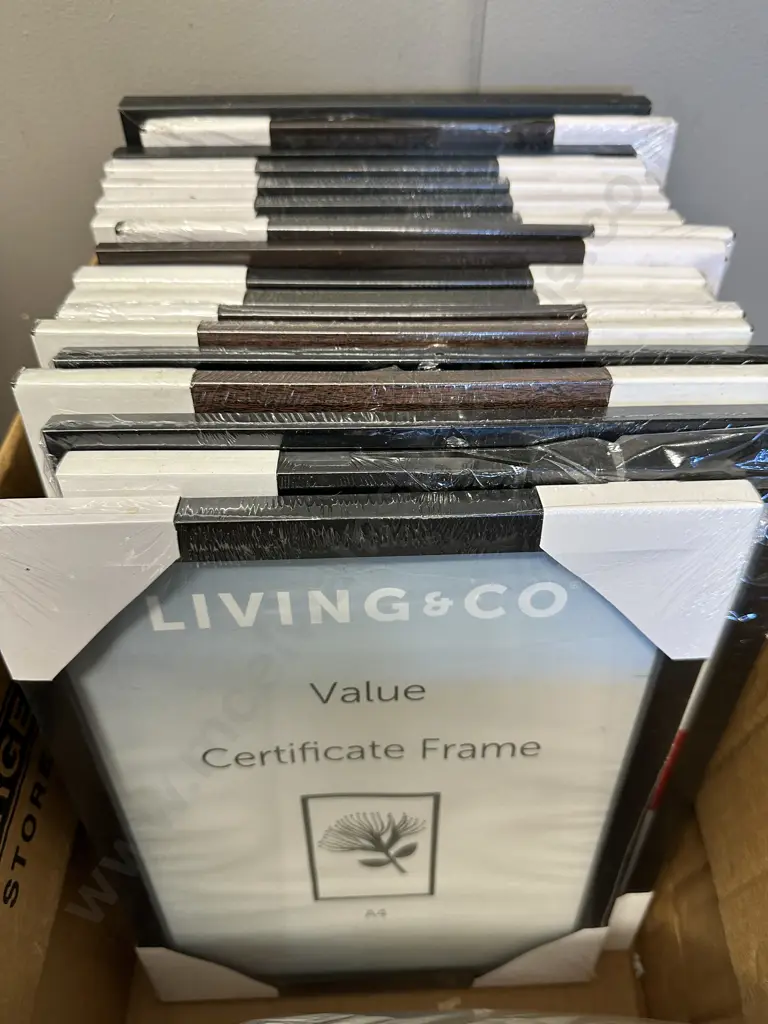 LIVING & CO
Value
Certificate Frame
A4
STORE